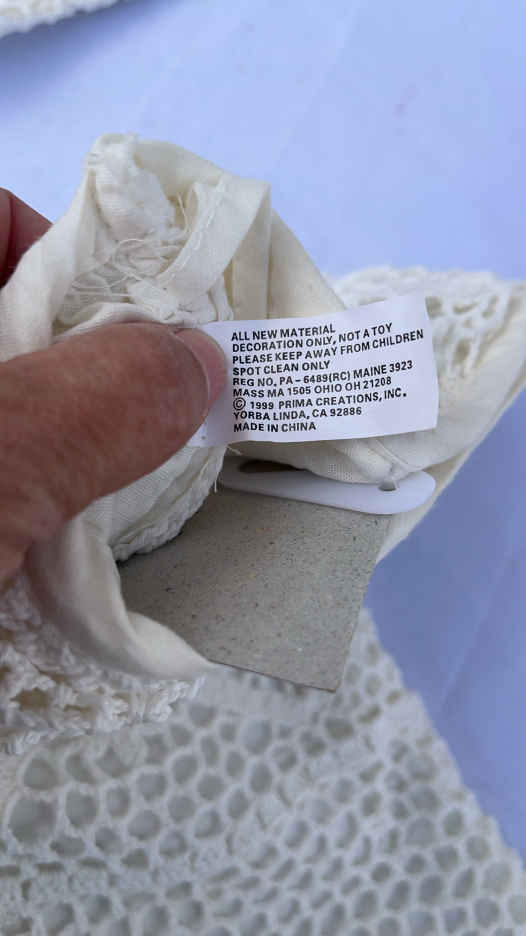 ALL NEW MATERIAL
DECORATION ONLY, NOT A TOY
PLEASE KEEP AWAY FROM CHILDREN
SPOT CLEAN ONLY
REG NO. PA-6489(RC) MAINE 3923
MASS MA 1505 OHIO OH 21208
© 1999 PRIMA CREATIONS, INC.
YORBA LINDA, CA 92886
MADE IN CHINA